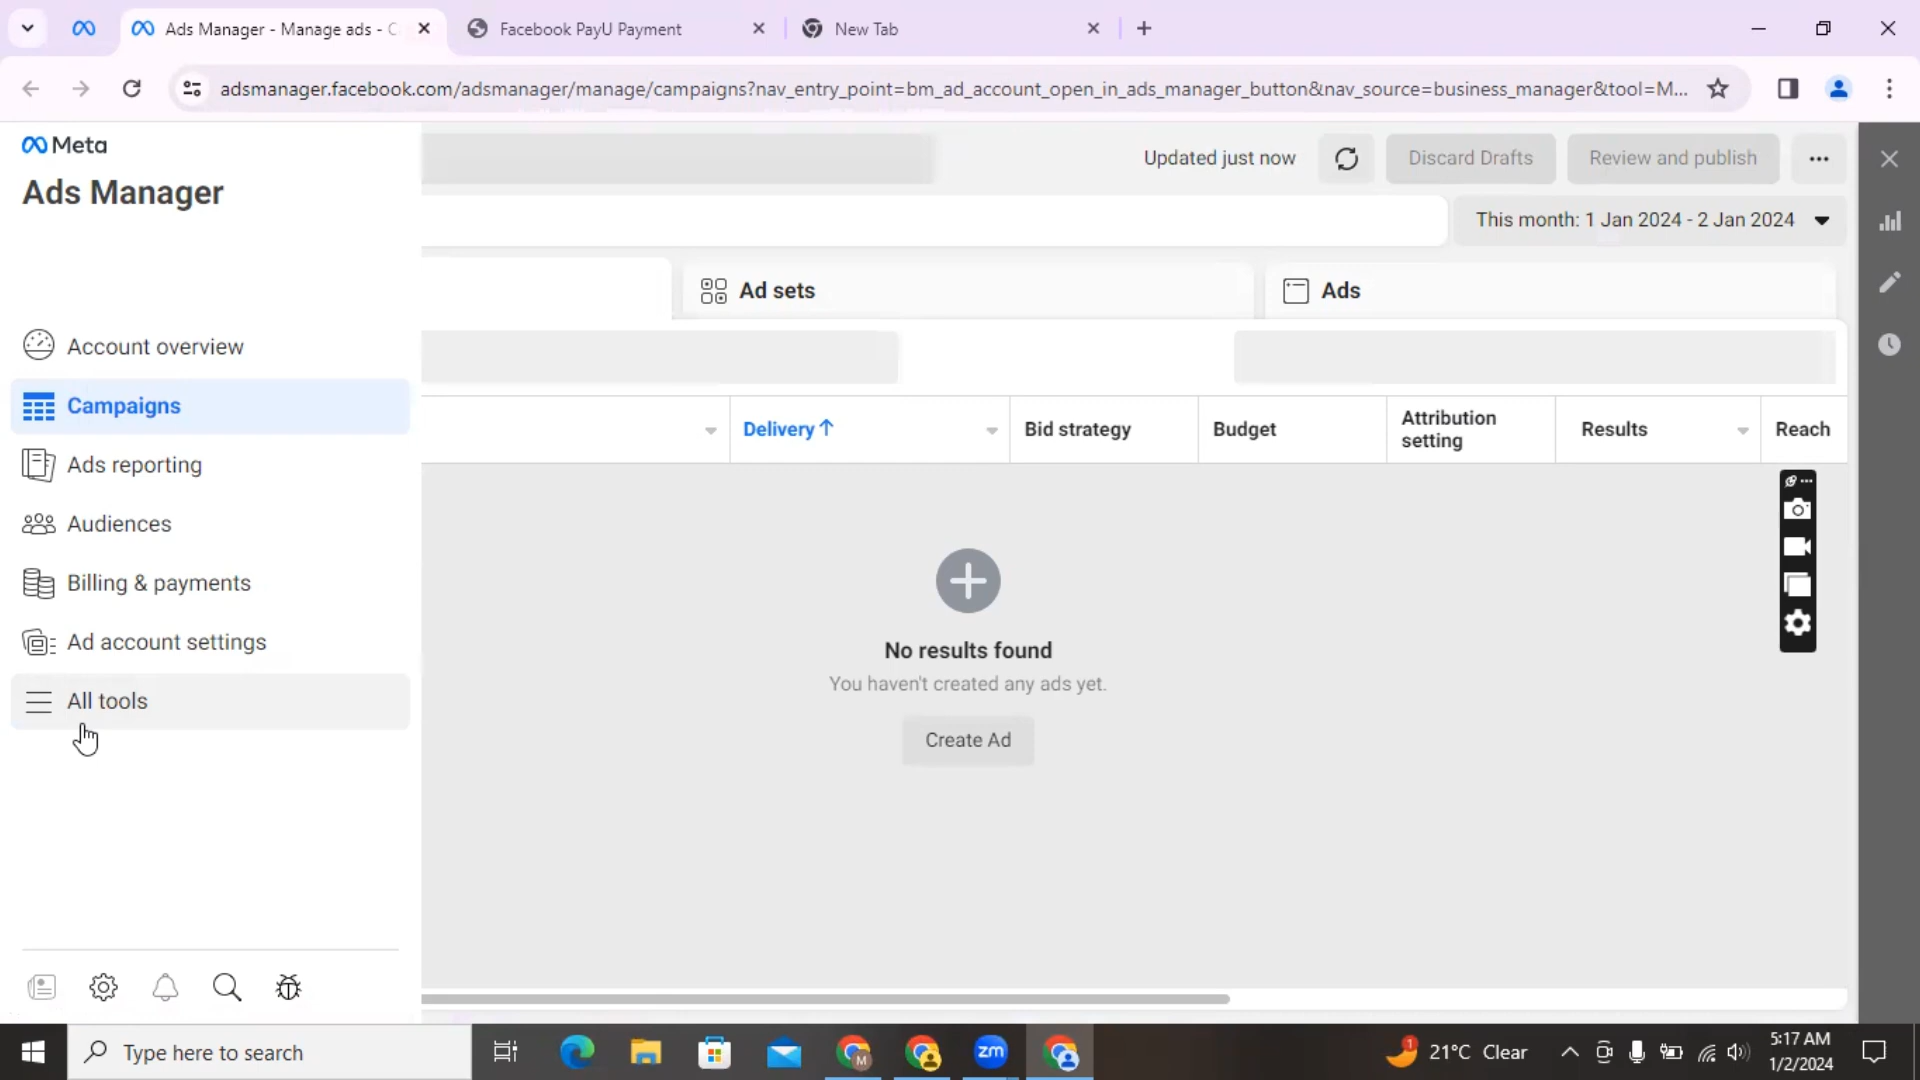 Ads Manager - Manage ads - C
Facebook PayU Payment
New Tab
adsmanager.facebook.com/adsmanager/manage/campaigns?nav_entry_point=bm_ad_account_open_in_ads_manager_button&nav_source=business_manager&tool=M...
Meta
Ads Manager
Updated just now
Discard Drafts
Review and publish
This month: 1 Jan 2024 - 2 Jan 2024
Ad sets
Ads
Account overview
Campaigns
Ads reporting
Audiences
Billing & payments
Ad account settings
All tools
Delivery ↑
Bid strategy
Budget
Attribution
setting
Results
Reach
No results found
You haven't created any ads yet.
Create Ad
Type here to search
M
zm
1
21°C Clear
5:17 AM
1/2/2024